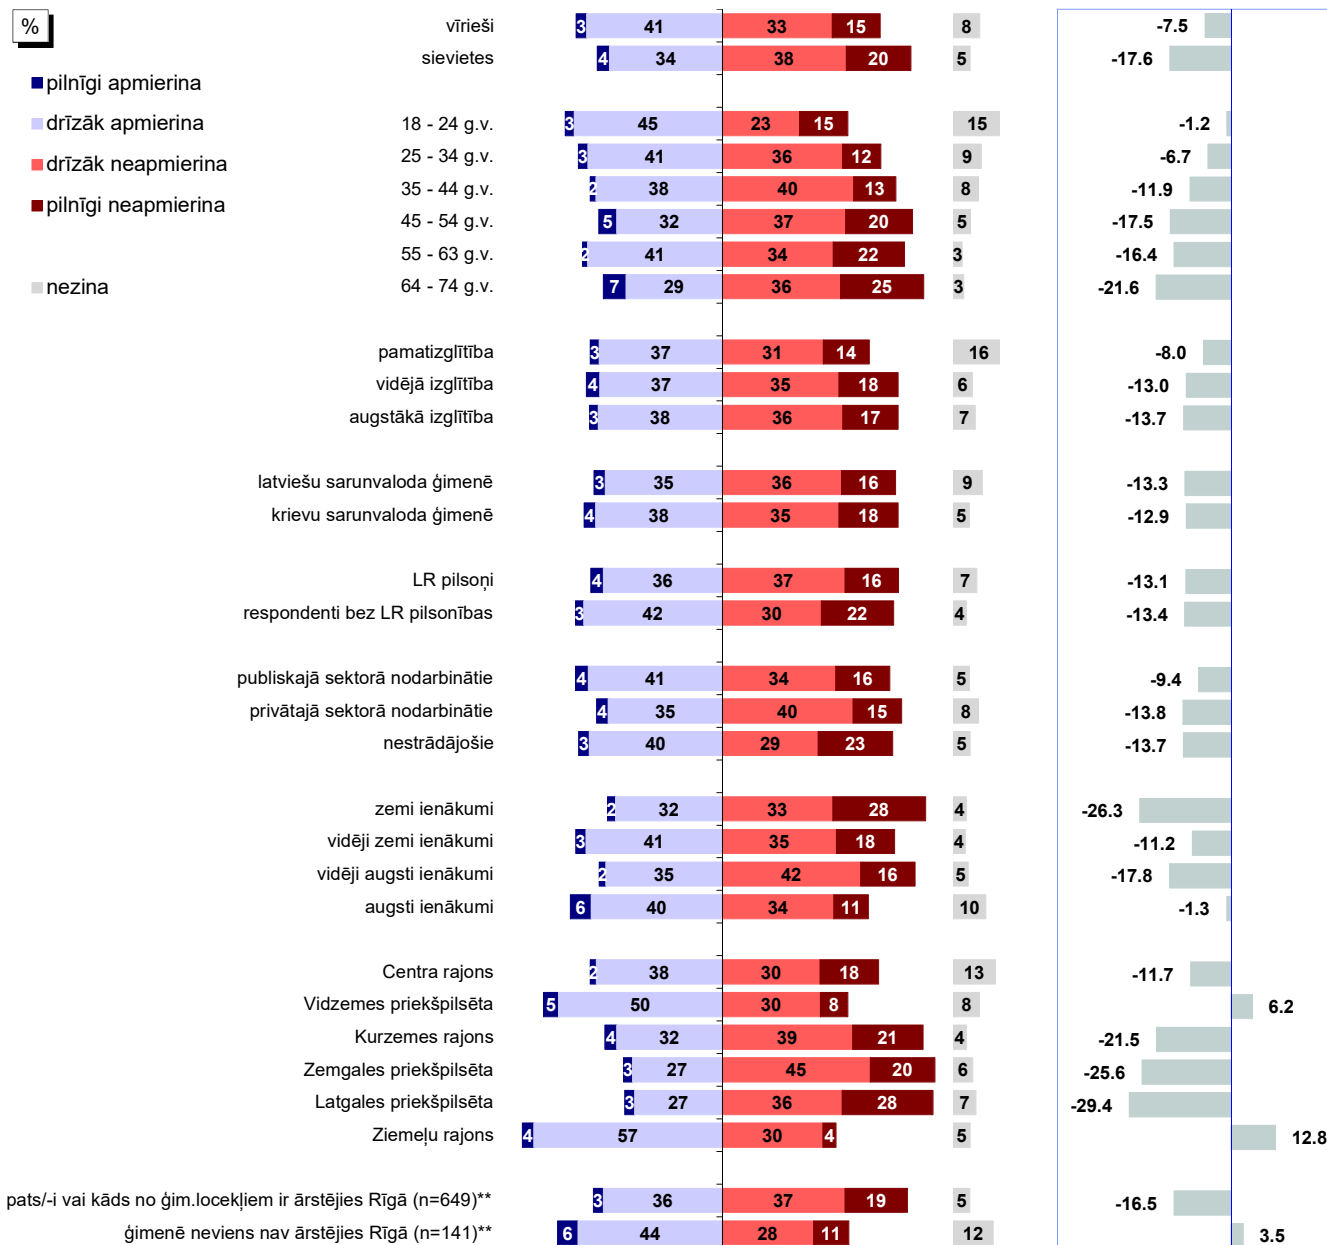 %
pilnīgi apmierina
drīzāk apmierina
drīzāk neapmierina
pilnīgi neapmierina
nezina
vīrieši 3 41 33 15 8 -7.5
sievietes 4 34 38 20 5 -17.6
18 - 24 g.v. 3 45 23 15 15 -1.2
25 - 34 g.v. 3 41 36 12 9 -6.7
35 - 44 g.v. 2 38 40 13 8 -11.9
45 - 54 g.v. 5 32 37 20 5 -17.5
55 - 63 g.v. 2 41 34 22 3 -16.4
64 - 74 g.v. 7 29 36 25 3 -21.6
pamatizglītība 3 37 31 14 16 -8.0
vidējā izglītība 4 37 35 18 6 -13.0
augstākā izglītība 3 38 36 17 7 -13.7
latviešu sarunvaloda ģimenē 3 35 36 16 9 -13.3
krievu sarunvaloda ģimenē 4 38 35 18 5 -12.9
LR pilsoņi 4 36 37 16 7 -13.1
respondenti bez LR pilsonības 3 42 30 22 4 -13.4
publiskajā sektorā nodarbinātie 4 41 34 16 5 -9.4
privātajā sektorā nodarbinātie 4 35 40 15 8 -13.8
nestrādājošie 3 40 29 23 5 -13.7
zemi ienākumi 2 32 33 28 4 -26.3
vidēji zemi ienākumi 3 41 35 18 4 -11.2
vidēji augsti ienākumi 2 35 42 16 5 -17.8
augsti ienākumi 6 40 34 11 10 -1.3
Centra rajons 2 38 30 18 13 -11.7
Vidzemes priekšpilsēta 5 50 30 8 8 6.2
Kurzemes rajons 4 32 39 21 4 -21.5
Zemgales priekšpilsēta 3 27 45 20 6 -25.6
Latgales priekšpilsēta 3 27 36 28 7 -29.4
Ziemeļu rajons 4 57 30 4 5 12.8
pats/-i vai kāds no ģim.locekļiem ir ārstējies Rīgā (n=649)** 3 36 37 19 5 -16.5
ģimenē neviens nav ārstējies Rīgā (n=141)** 6 44 28 11 12 3.5